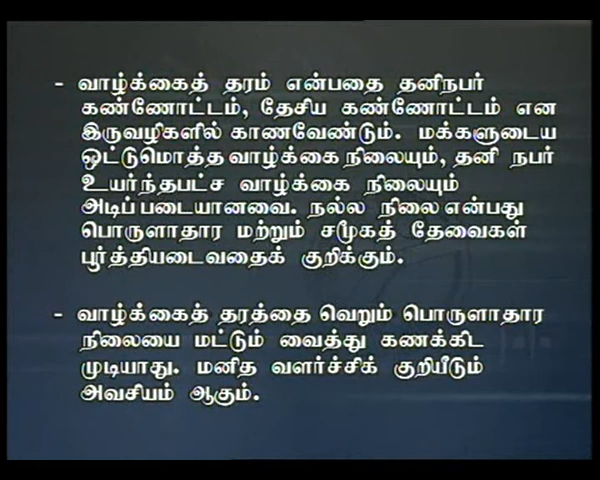 - வாழ்க்கைத் தரம் என்பதை தனிநபர்
கண்ணோட்டம், தேசிய கண்ணோட்டம் என
இருவழிகளில் காணவேண்டும். மக்களுடைய
ஒட்டுமொத்த வாழ்க்கை நிலையும், தனி நபர்
உயர்ந்தபட்ச வாழ்க்கை நிலையும்
அடிப்படையானவை. நல்ல நிலை என்பது
பொருளாதார மற்றும் சமூகத் தேவைகள்
பூர்த்தியடைவதைக் குறிக்கும்.
- வாழ்க்கைத் தரத்தை வெறும் பொருளாதார
நிலையை மட்டும் வைத்து கணக்கிட
முடியாது. மனித வளர்ச்சிக் குறியீடும்
அவசியம் ஆகும்.